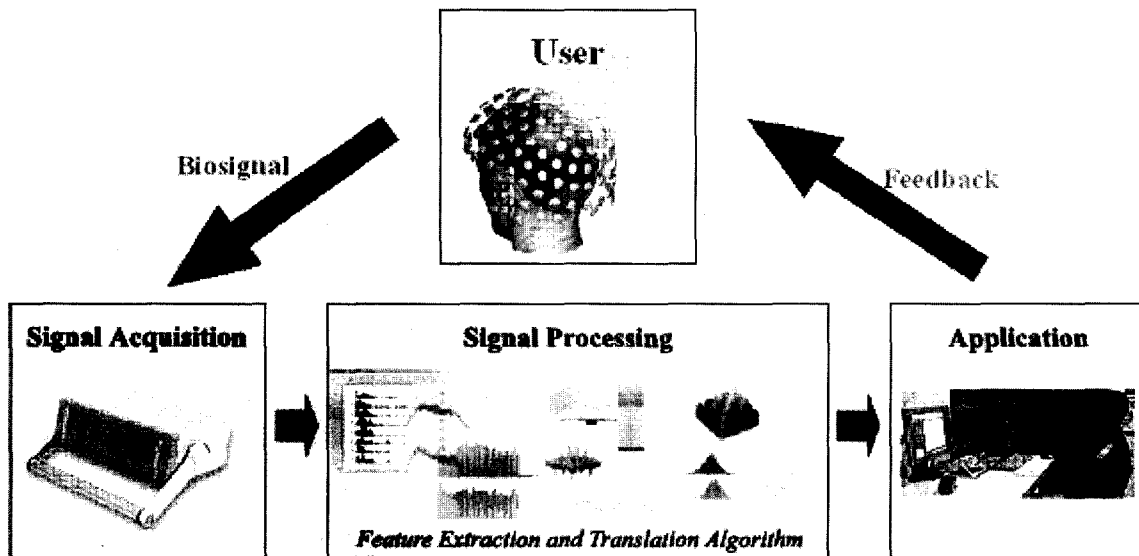 User
Biosignal
Feedback
Signal Acquisition
Signal Processing
Application
Feature Extraction and Translation Algorithm